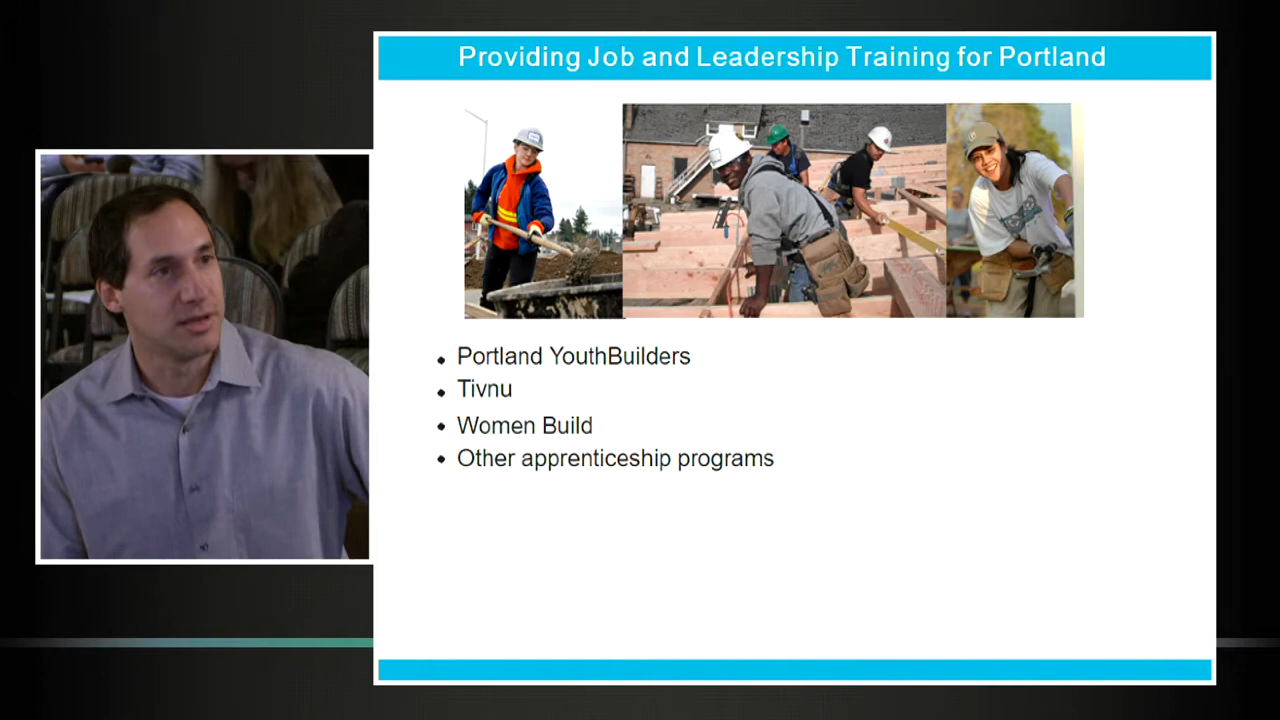 Providing Job and Leadership Training for Portland
Portland YouthBuilders
Tivnu
Women Build
Other apprenticeship programs